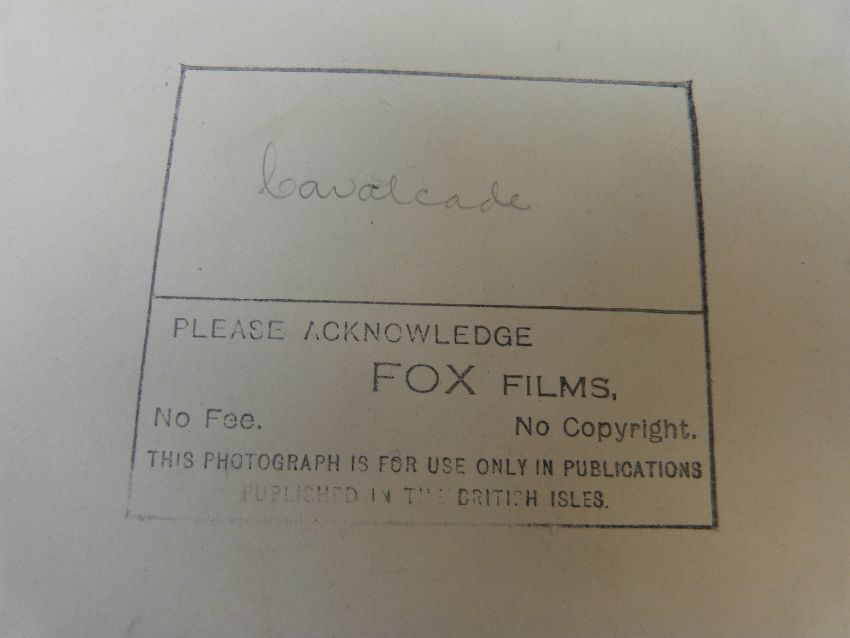 Cavalcade
PLEASE ACKNOWLEDGE
FOX FILMS,
No Fee. No Copyright.
THIS PHOTOGRAPH IS FOR USE ONLY IN PUBLICATIONS
PUBLISHED IN THE BRITISH ISLES.